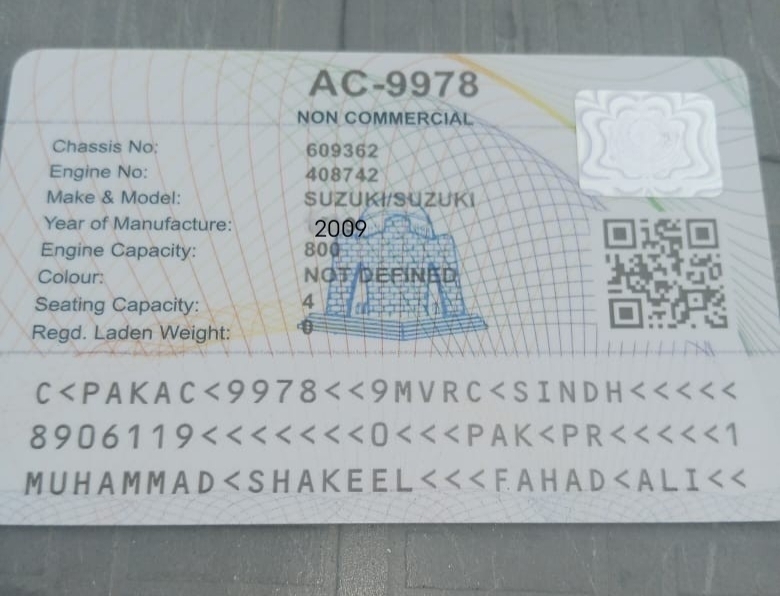 AC-9978
NON COMMERCIAL
Chassis No: 609362
Engine No: 408742
Make & Model: SUZUKI/SUZUKI
Year of Manufacture: 2009
Engine Capacity: 800
Colour: NOT DEFINED
Seating Capacity: 4
Regd. Laden Weight: 0
C<PAKAC<9978<<9MVRC<SINDH<<<<<
8906119<<<<<<<0<<<PAK<PR<<<<<1
MUHAMMAD<SHAKEEL<<<FAHAD<ALI<<